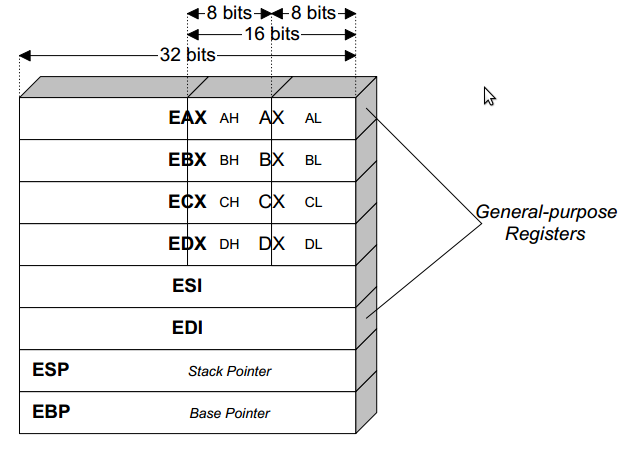 8 bits 8 bits
16 bits
32 bits
EAX AH AX AL
EBX BH BX BL
ECX CH CX CL
EDX DH DX DL
ESI
EDI
ESP Stack Pointer
EBP Base Pointer
General-purpose
Registers